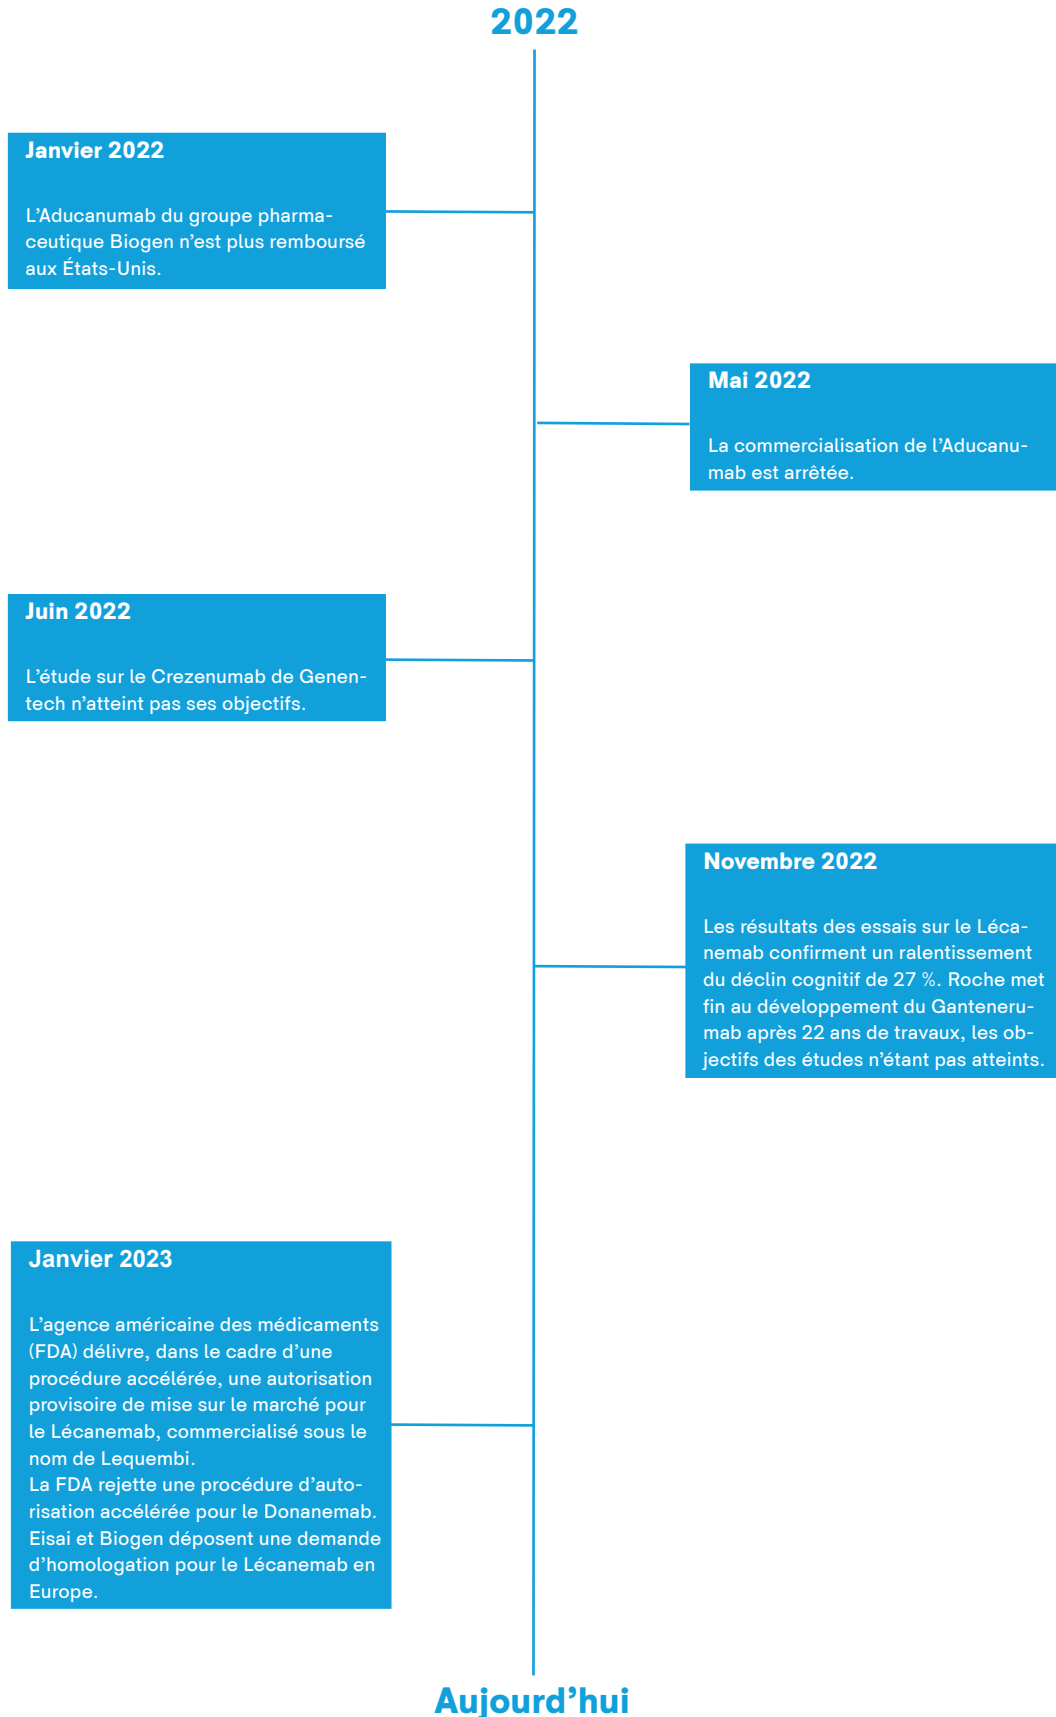 2022
Janvier 2022
L’Aducanumab du groupe pharma-
ceutique Biogen n’est plus remboursé
aux États-Unis.
Mai 2022
La commercialisation de l’Aducanu-
mab est arrêtée.
Juin 2022
L’étude sur le Crezenumab de Genen-
tech n’atteint pas ses objectifs.
Novembre 2022
Les résultats des essais sur le Léca-
nemab confirment un ralentissement
du déclin cognitif de 27 %. Roche met
fin au développement du Ganteneru-
mab après 22 ans de travaux, les ob-
jectifs des études n’étant pas atteints.
Janvier 2023
L’agence américaine des médicaments
(FDA) délivre, dans le cadre d’une
procédure accélérée, une autorisation
provisoire de mise sur le marché pour
le Lécanemab, commercialisé sous le
nom de Lequembi.
La FDA rejette une procédure d’auto-
risation accélérée pour le Donanemab.
Eisai et Biogen déposent une demande
d’homologation pour le Lécanemab en
Europe.
Aujourd’hui